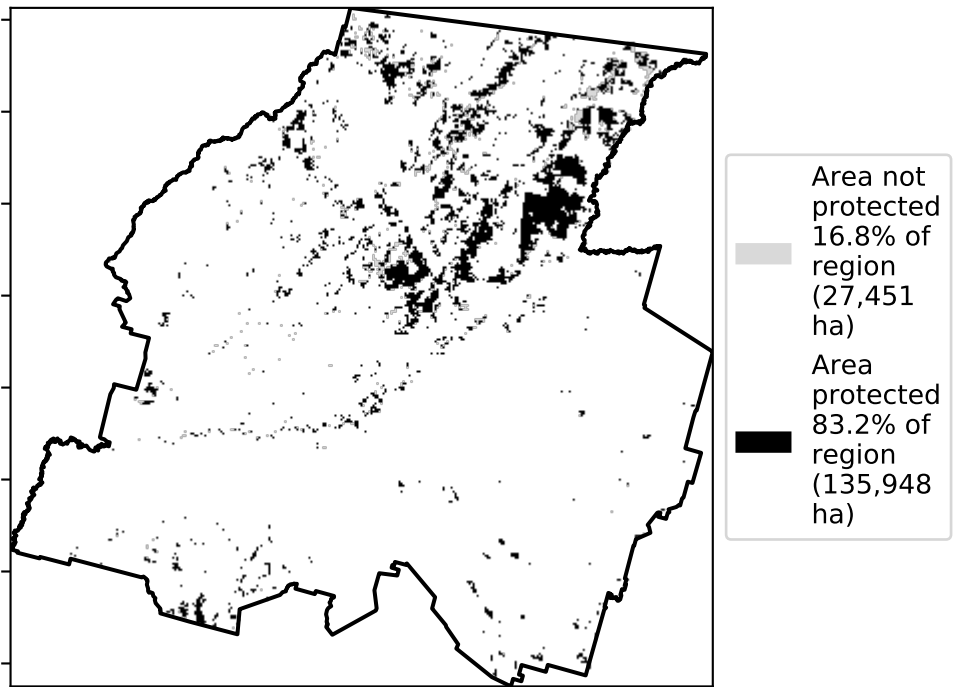 Area not
protected
16.8% of
region
(27,451
ha)
Area
protected
83.2% of
region
(135,948
ha)